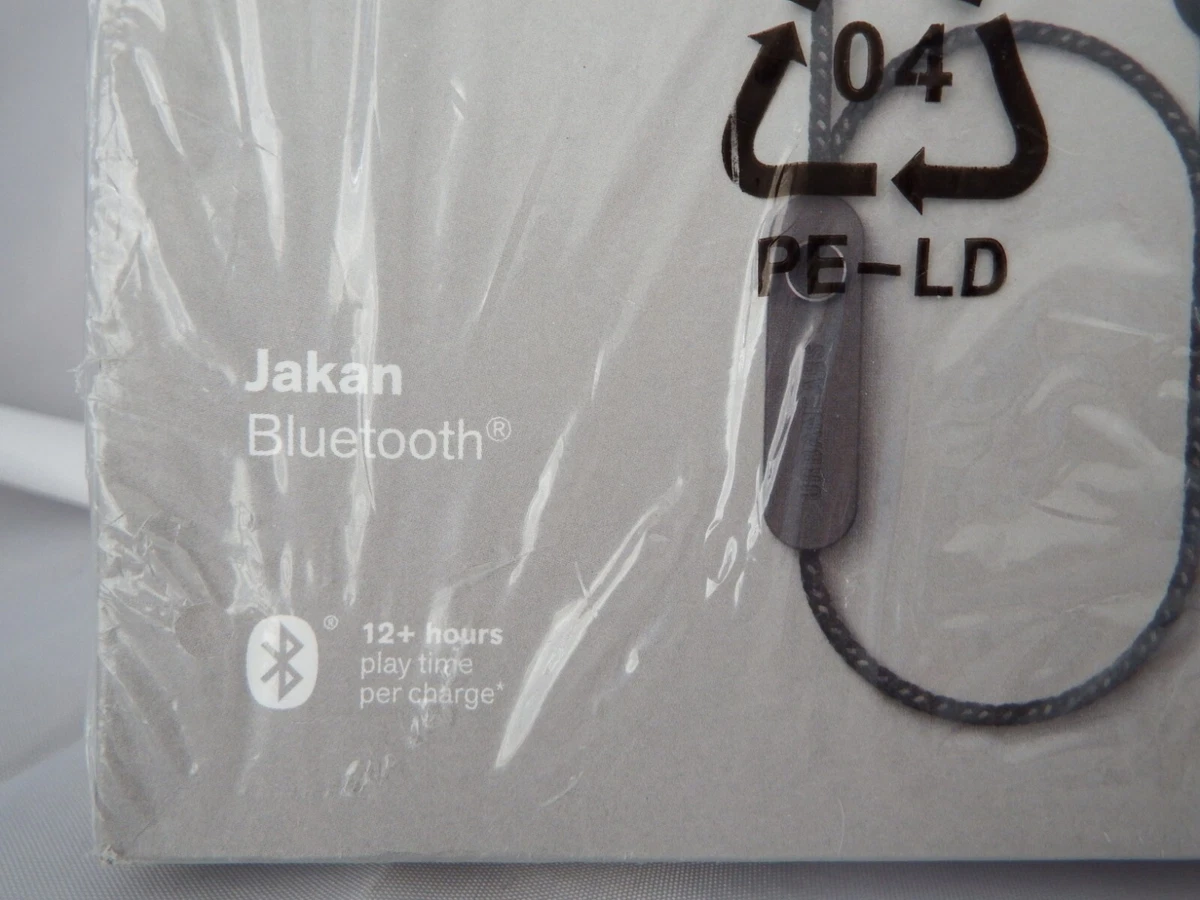 04
PE-LD
Jakan
Bluetooth®
®
12+ hours
play time
per charge*